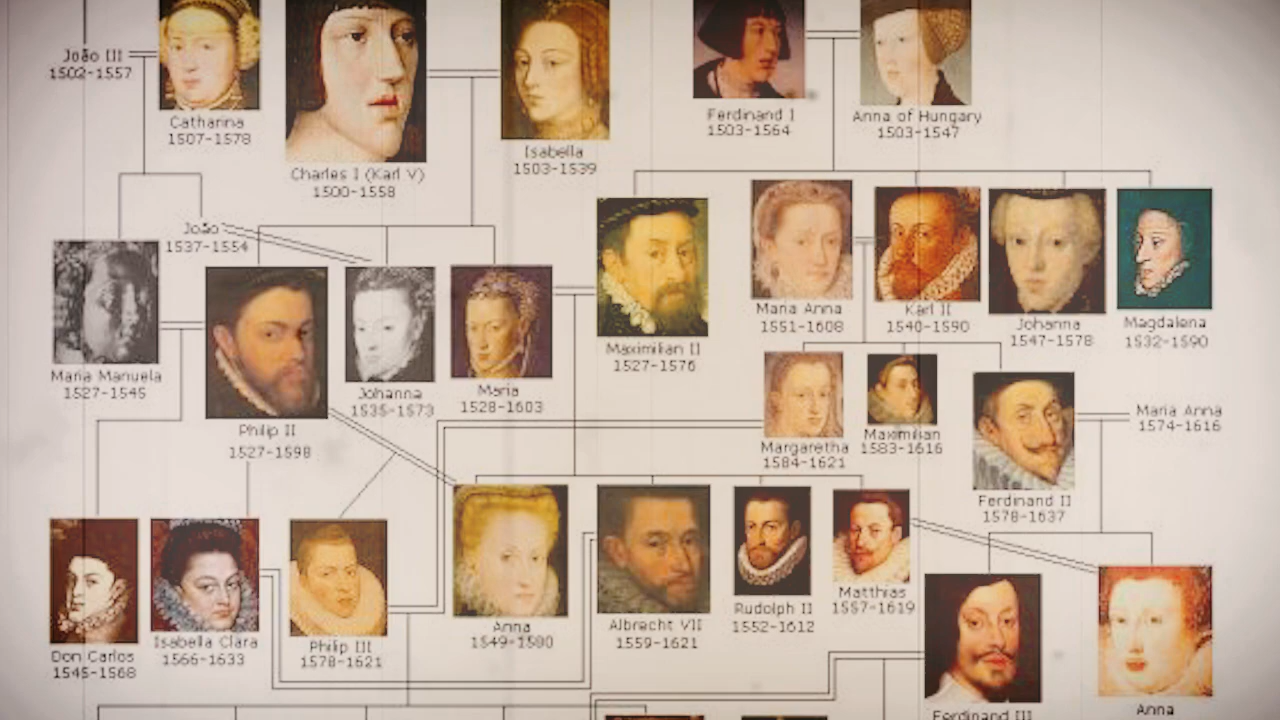 João III
1502-1557
Catharina
1507-1578
Charles I (Karl V)
1500-1558
Isabella
1503-1539
Ferdinand I
1503-1564
Anna of Hungary
1503-1547
João
1537-1554
Maria Manuela
1527-1545
Philip II
1527-1598
Johanna
1535-1573
Maria
1528-1603
Maximilian II
1527-1576
Maria Anna
1551-1608
Karl II
1540-1590
Johanna
1547-1578
Magdalena
1532-1590
Margaretha
1584-1621
Maximilian
1583-1616
Ferdinand II
1578-1637
Maria Anna
1574-1616
Don Carlos
1545-1568
Isabella Clara
1566-1633
Philip III
1578-1621
Anna
1549-1580
Albrecht VII
1559-1621
Rudolph II
1552-1612
Matthias
1557-1619
Ferdinand III
Anna